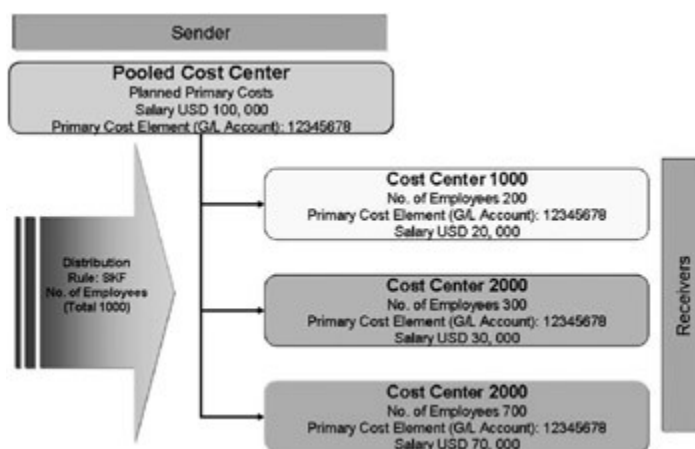 Sender
Pooled Cost Center
Planned Primary Costs
Salary USD 100, 000
Primary Cost Element (G/L Account): 12345678
Cost Center 1000
No. of Employees 200
Primary Cost Element (G/L Account): 12345678
Salary USD 20, 000
Distribution
Rule: SKF
No. of Employees
(Total 1000)
Cost Center 2000
No. of Employees 300
Primary Cost Element (G/L Account): 12345678
Salary USD 30, 000
Cost Center 2000
No. of Employees 700
Primary Cost Element (G/L Account): 12345678
Salary USD 70, 000
Receivers